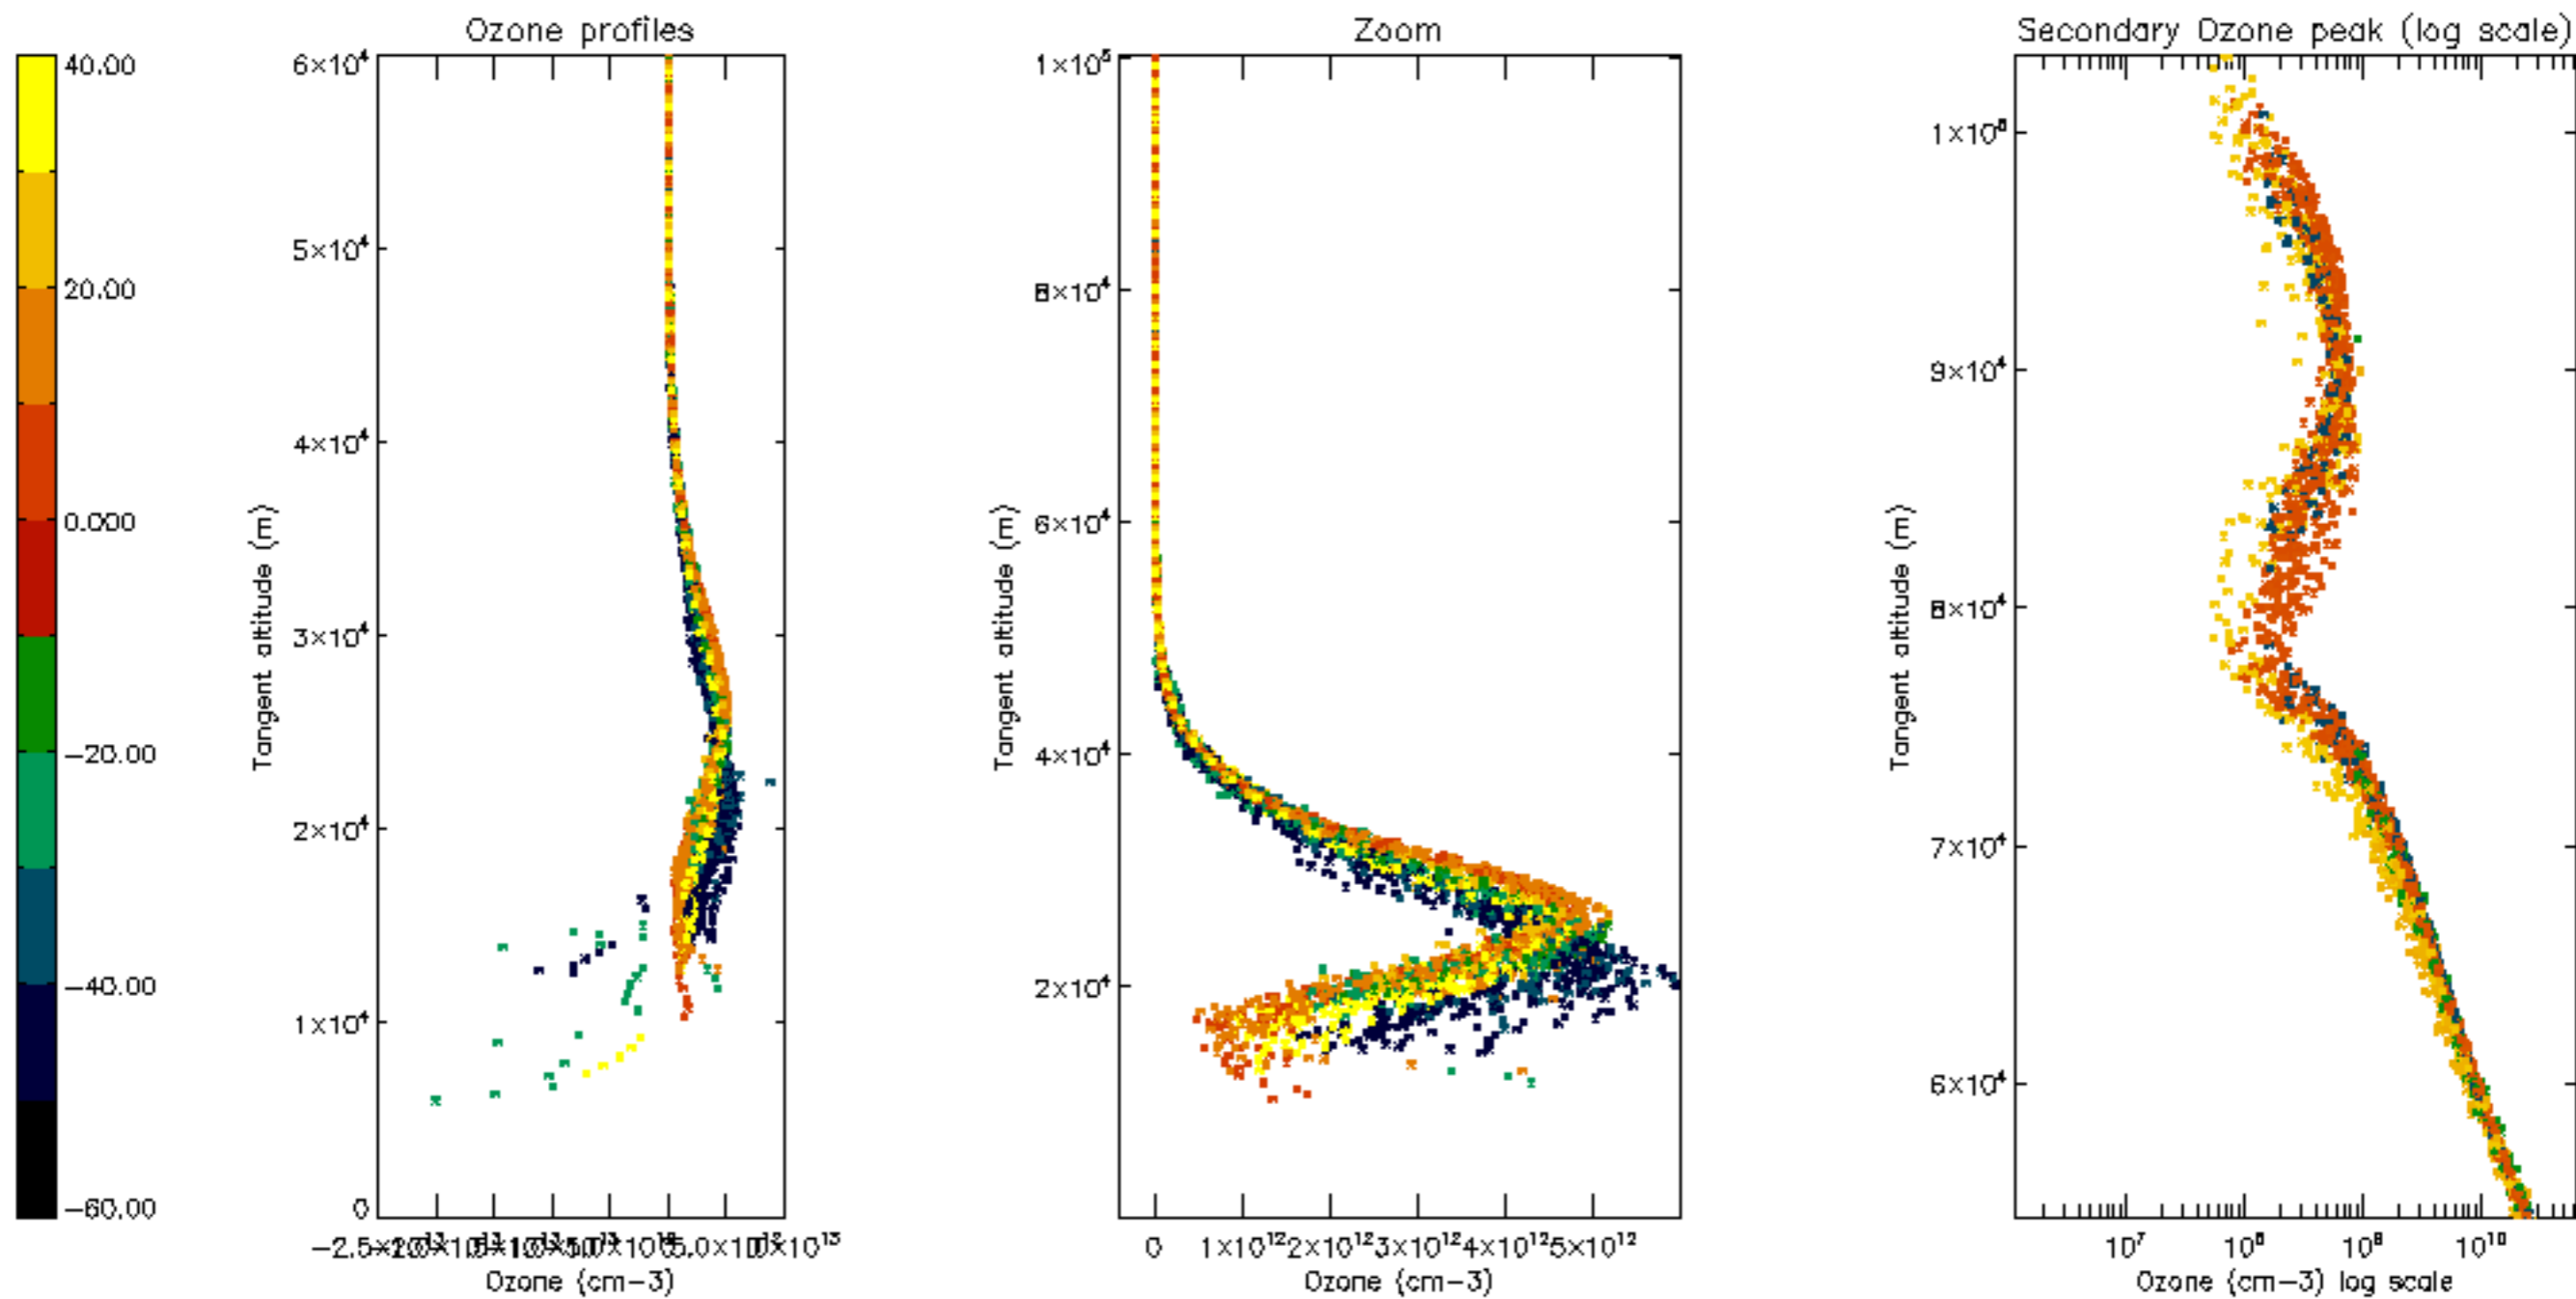 Ozone profiles
Zoom
Secondary Ozone peak (log scale)
40.00
20.00
0.000
−20.00
−40.00
−60.00
6×10⁴
5×10⁴
4×10⁴
3×10⁴
2×10⁴
1×10⁴
0
Tangent altitude (m)
Ozone (cm−3)
1×10⁵
8×10⁴
6×10⁴
4×10⁴
2×10⁴
Tangent altitude (m)
0 1×10¹² 2×10¹² 3×10¹² 4×10¹² 5×10¹²
Ozone (cm−3)
9×10⁴
8×10⁴
7×10⁴
6×10⁴
Tangent altitude (m)
10⁷ 10⁸ 10⁹ 10¹⁰
Ozone (cm−3) log scale